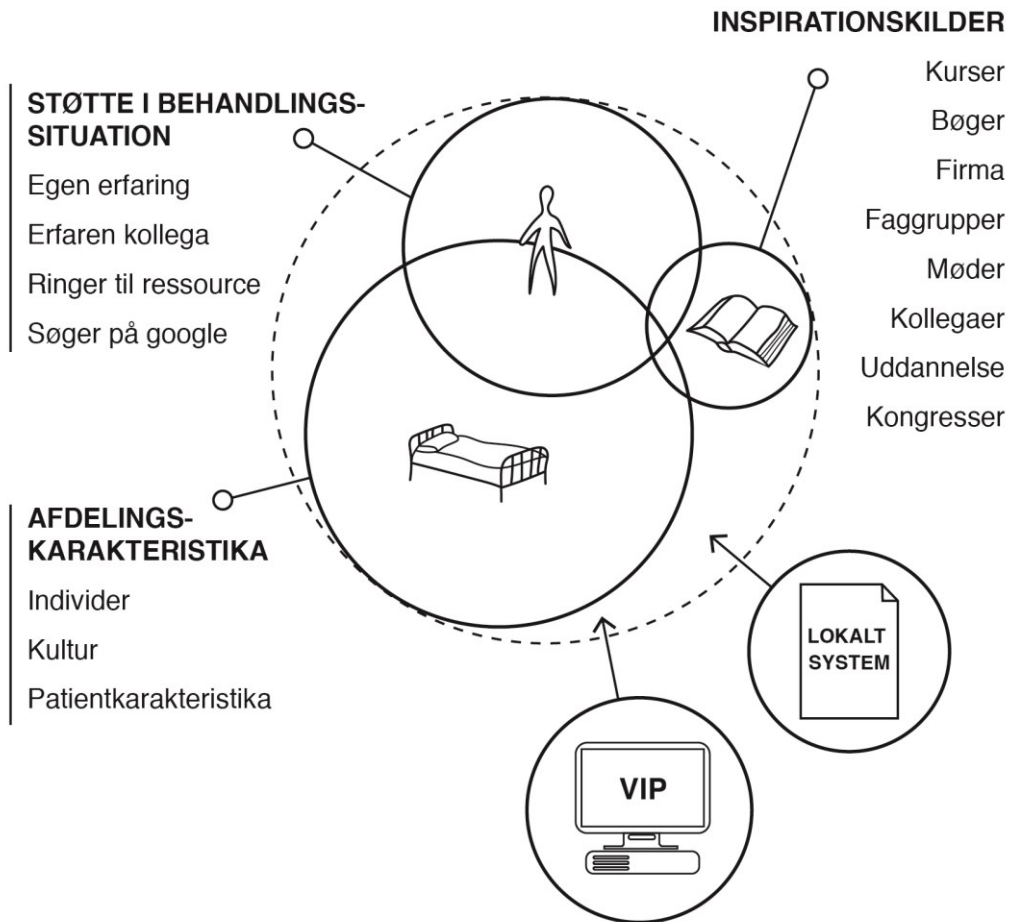 INSPIRATIONSKILDER
Kurser
Bøger
Firma
Faggrupper
Møder
Kollegaer
Uddannelse
Kongresser
STØTTE I BEHANDLINGS-
SITUATION
Egen erfaring
Erfaren kollega
Ringer til ressource
Søger på google
AFDELINGS-
KARAKTERISTIKA
Individer
Kultur
Patientkarakteristika
LOKALT
SYSTEM
VIP